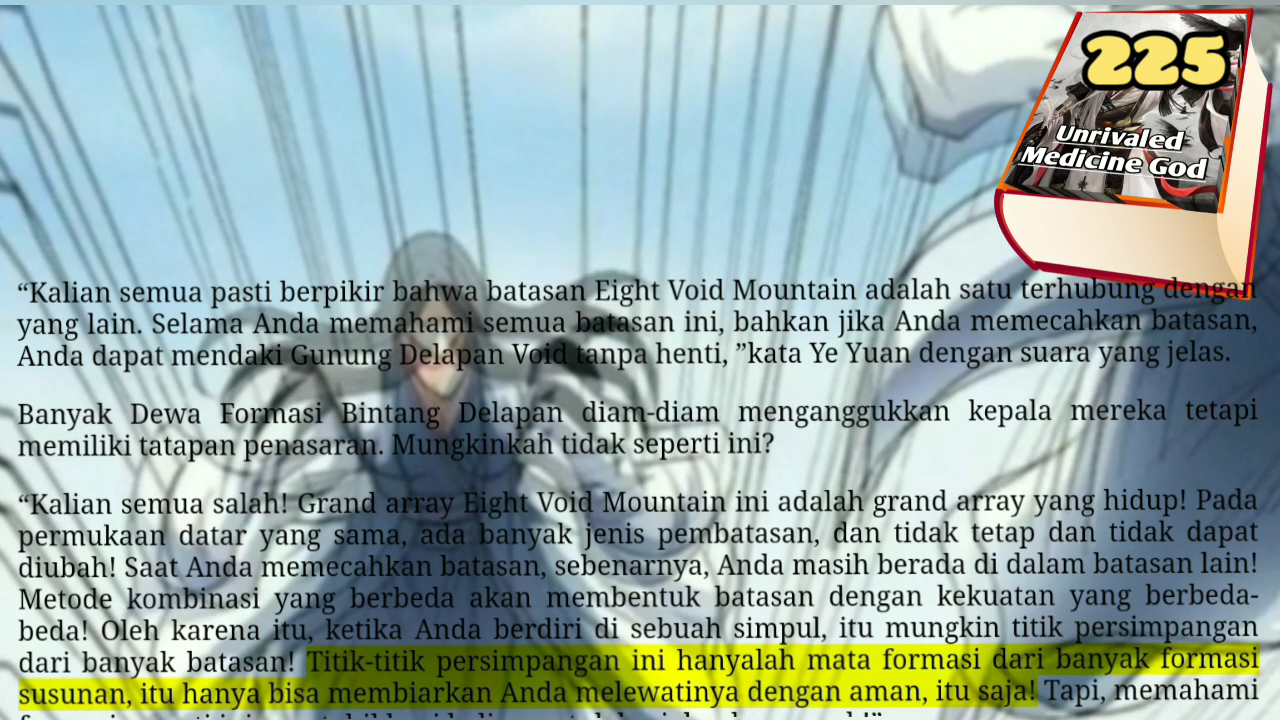 225
Unrivaled
Medicine God
“Kalian semua pasti berpikir bahwa batasan Eight Void Mountain adalah satu terhubung dengan
yang lain. Selama Anda memahami semua batasan ini, bahkan jika Anda memecahkan batasan,
Anda dapat mendaki Gunung Delapan Void tanpa henti, ”kata Ye Yuan dengan suara yang jelas.
Banyak Dewa Formasi Bintang Delapan diam-diam menganggukkan kepala mereka tetapi
memiliki tatapan penasaran. Mungkinkah tidak seperti ini?
“Kalian semua salah! Grand array Eight Void Mountain ini adalah grand array yang hidup! Pada
permukaan datar yang sama, ada banyak jenis pembatasan, dan tidak tetap dan tidak dapat
diubah! Saat Anda memecahkan batasan, sebenarnya, Anda masih berada di dalam batasan lain!
Metode kombinasi yang berbeda akan membentuk batasan dengan kekuatan yang berbeda-
beda! Oleh karena itu, ketika Anda berdiri di sebuah simpul, itu mungkin titik persimpangan
dari banyak batasan! Titik-titik persimpangan ini hanyalah mata formasi dari banyak formasi
susunan, itu hanya bisa membiarkan Anda melewatinya dengan aman, itu saja! Tapi, memahami